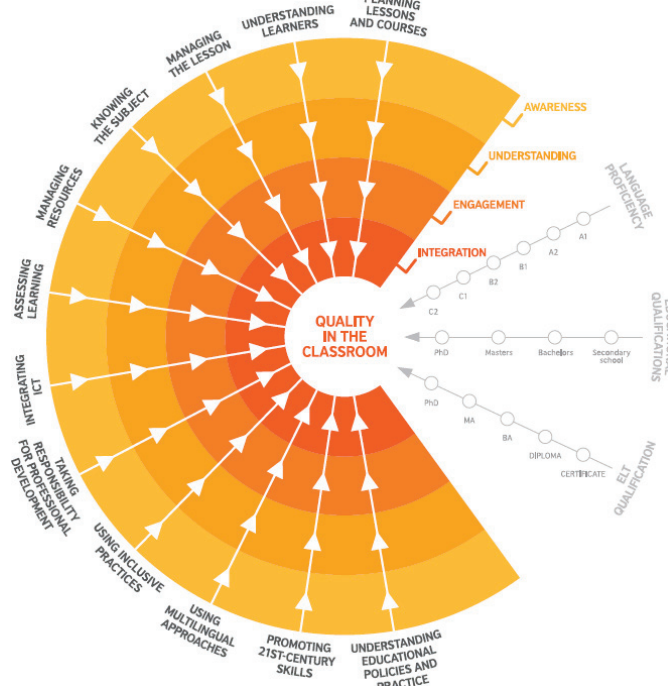 PLANNING
LESSONS
AND COURSES
UNDERSTANDING
LEARNERS
MANAGING
THE LESSON
KNOWING
THE SUBJECT
MANAGING
RESOURCES
ASSESSING
LEARNING
INTEGRATING
ICT
TAKING
RESPONSIBILITY
FOR PROFESSIONAL
DEVELOPMENT
USING INCLUSIVE
PRACTICES
USING
MULTILINGUAL
APPROACHES
PROMOTING
21ST-CENTURY
SKILLS
UNDERSTANDING
EDUCATIONAL
POLICIES AND
PRACTICE
AWARENESS
UNDERSTANDING
ENGAGEMENT
INTEGRATION
QUALITY
IN THE
CLASSROOM
LANGUAGE
PROFICIENCY
C2 C1 B2 B1 A2 A1
QUALIFICATIONS
PhD Masters Bachelors Secondary
school
ELT
QUALIFICATION
PhD
MA
BA
DIPLOMA
CERTIFICATE